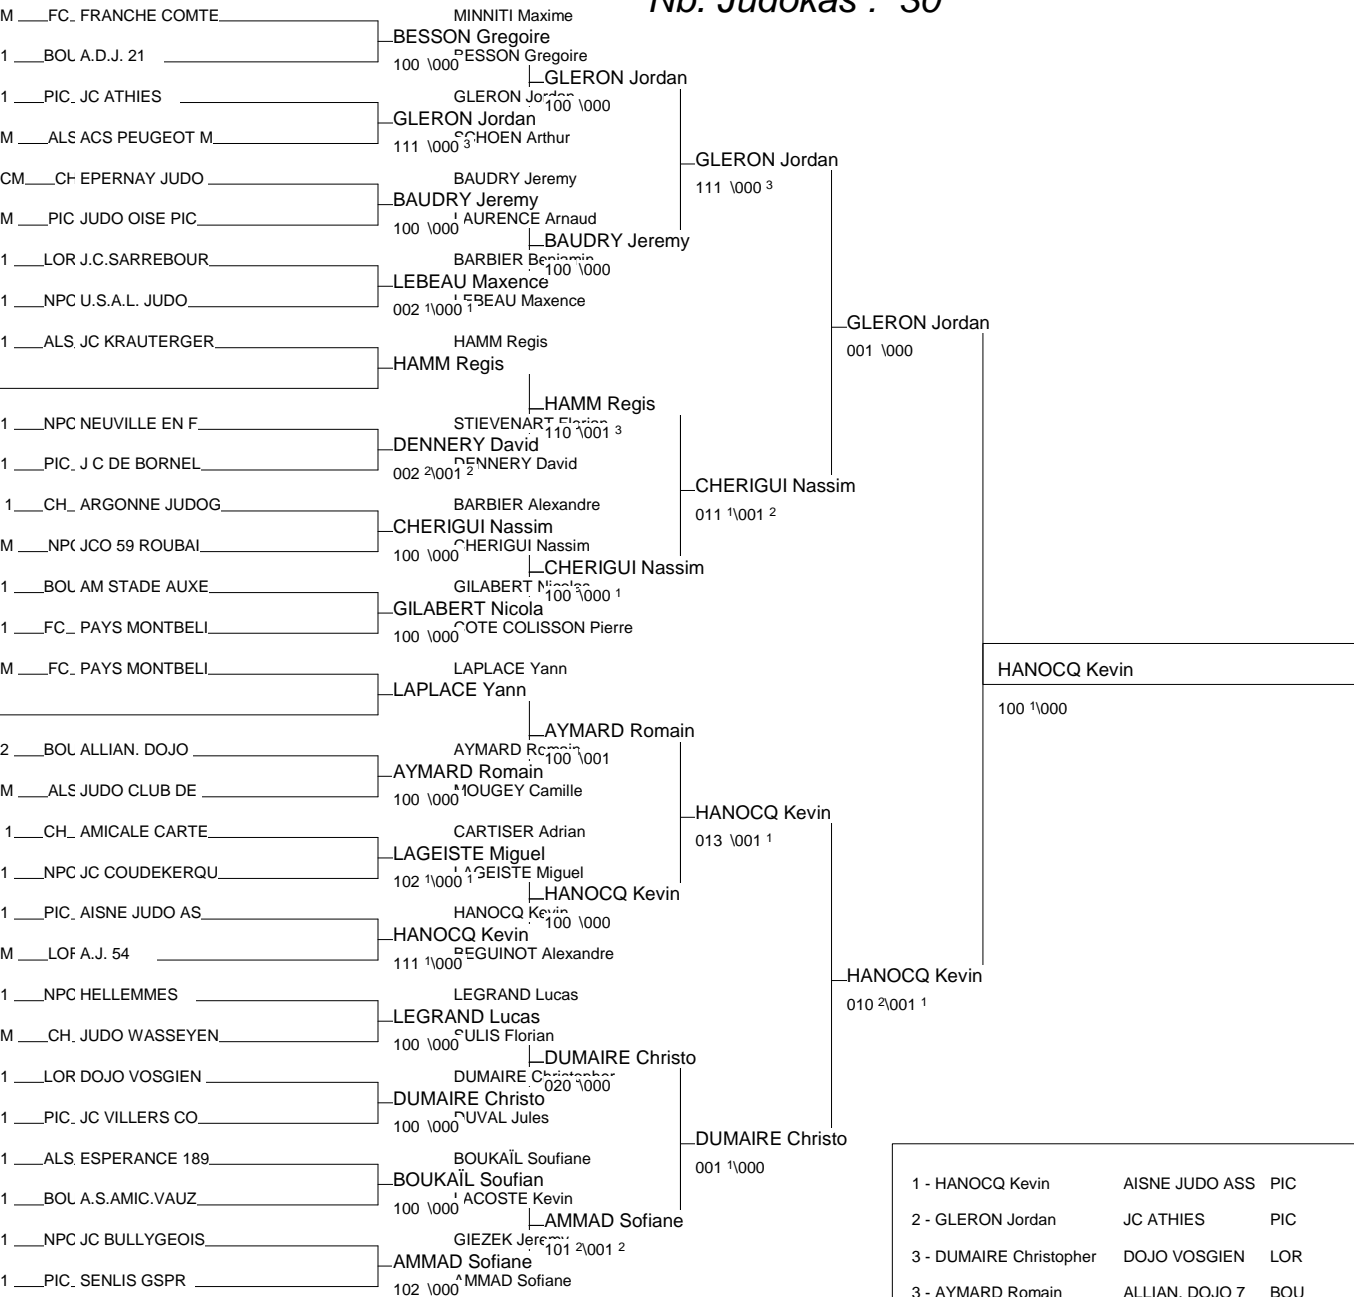 Nb. Judokas : 30
M FC_ FRANCHE COMTE MINNITI Maxime
BESSON Gregoire
1 BOU A.D.J. 21 BESSON Gregoire
100 \000
GLERON Jordan
1 PIC_ JC ATHIES GLERON Jordan
100 \000
GLERON Jordan
M ALS ACS PEUGEOT M SCHOEN Arthur
111 \000 3
GLERON Jordan
CM CH EPERNAY JUDO BAUDRY Jeremy
111 \000 3
BAUDRY Jeremy
M PIC JUDO OISE PIC LAURENCE Arnaud
100 \000
BAUDRY Jeremy
1 LOR J.C.SARREBOUR BARBIER Benjamin
100 \000
LEBEAU Maxence
1 NPC U.S.A.L. JUDO LEBEAU Maxence
002 1\000 1
GLERON Jordan
1 ALS JC KRAUTERGER HAMM Regis
001 \000
HAMM Regis
HAMM Regis
1 NPC NEUVILLE EN F STIEVENART Florian
110 \001 3
DENNERY David
1 PIC_ J C DE BORNEL DENNERY David
002 2\001 2
CHERIGUI Nassim
1 CH_ ARGONNE JUDOG BARBIER Alexandre
011 1\001 2
CHERIGUI Nassim
M NPC JCO 59 ROUBAI CHERIGUI Nassim
100 \000
CHERIGUI Nassim
1 BOU AM STADE AUXE GILABERT Nicolas
100 \000 1
GILABERT Nicola
1 FC_ PAYS MONTBELI COTE COLISSON Pierre
100 \000
M FC_ PAYS MONTBELI LAPLACE Yann
HANOCQ Kevin
LAPLACE Yann
100 1\000
AYMARD Romain
2 BOU ALLIAN. DOJO AYMARD Romain
100 \001
AYMARD Romain
M ALS JUDO CLUB DE MOUGEY Camille
100 \000
HANOCQ Kevin
1 CH_ AMICALE CARTE CARTISER Adrian
013 \001 1
LAGEISTE Miguel
1 NPC JC COUDEKERQU LAGEISTE Miguel
102 1\000 1
HANOCQ Kevin
1 PIC_ AISNE JUDO AS HANOCQ Kevin
100 \000
HANOCQ Kevin
M LOR A.J. 54 BEGUINOT Alexandre
111 1\000
HANOCQ Kevin
1 NPC HELLEMMES LEGRAND Lucas
010 2\001 1
LEGRAND Lucas
M CH_ JUDO WASSEYEN SULIS Florian
100 \000
DUMAIRE Christo
1 LOR DOJO VOSGIEN DUMAIRE Christopher
020 \000
DUMAIRE Christo
1 PIC_ JC VILLERS CO DUVAL Jules
100 \000
DUMAIRE Christo
1 ALS ESPERANCE 189 BOUKAÏL Soufiane
001 1\000
BOUKAÏL Soufian
1 - HANOCQ Kevin AISNE JUDO ASS PIC
1 BOU A.S.AMIC.VAUZ LACOSTE Kevin
100 \000
AMMAD Sofiane
2 - GLERON Jordan JC ATHIES PIC
1 NPC JC BULLYGEOIS GIEZEK Jeremy
101 2\001 2
3 - DUMAIRE Christopher DOJO VOSGIEN LOR
AMMAD Sofiane
1 PIC_ SENLIS GSPR AMMAD Sofiane
102 \000
3 - AYMARD Romain ALLIAN. DOJO 7 BOU